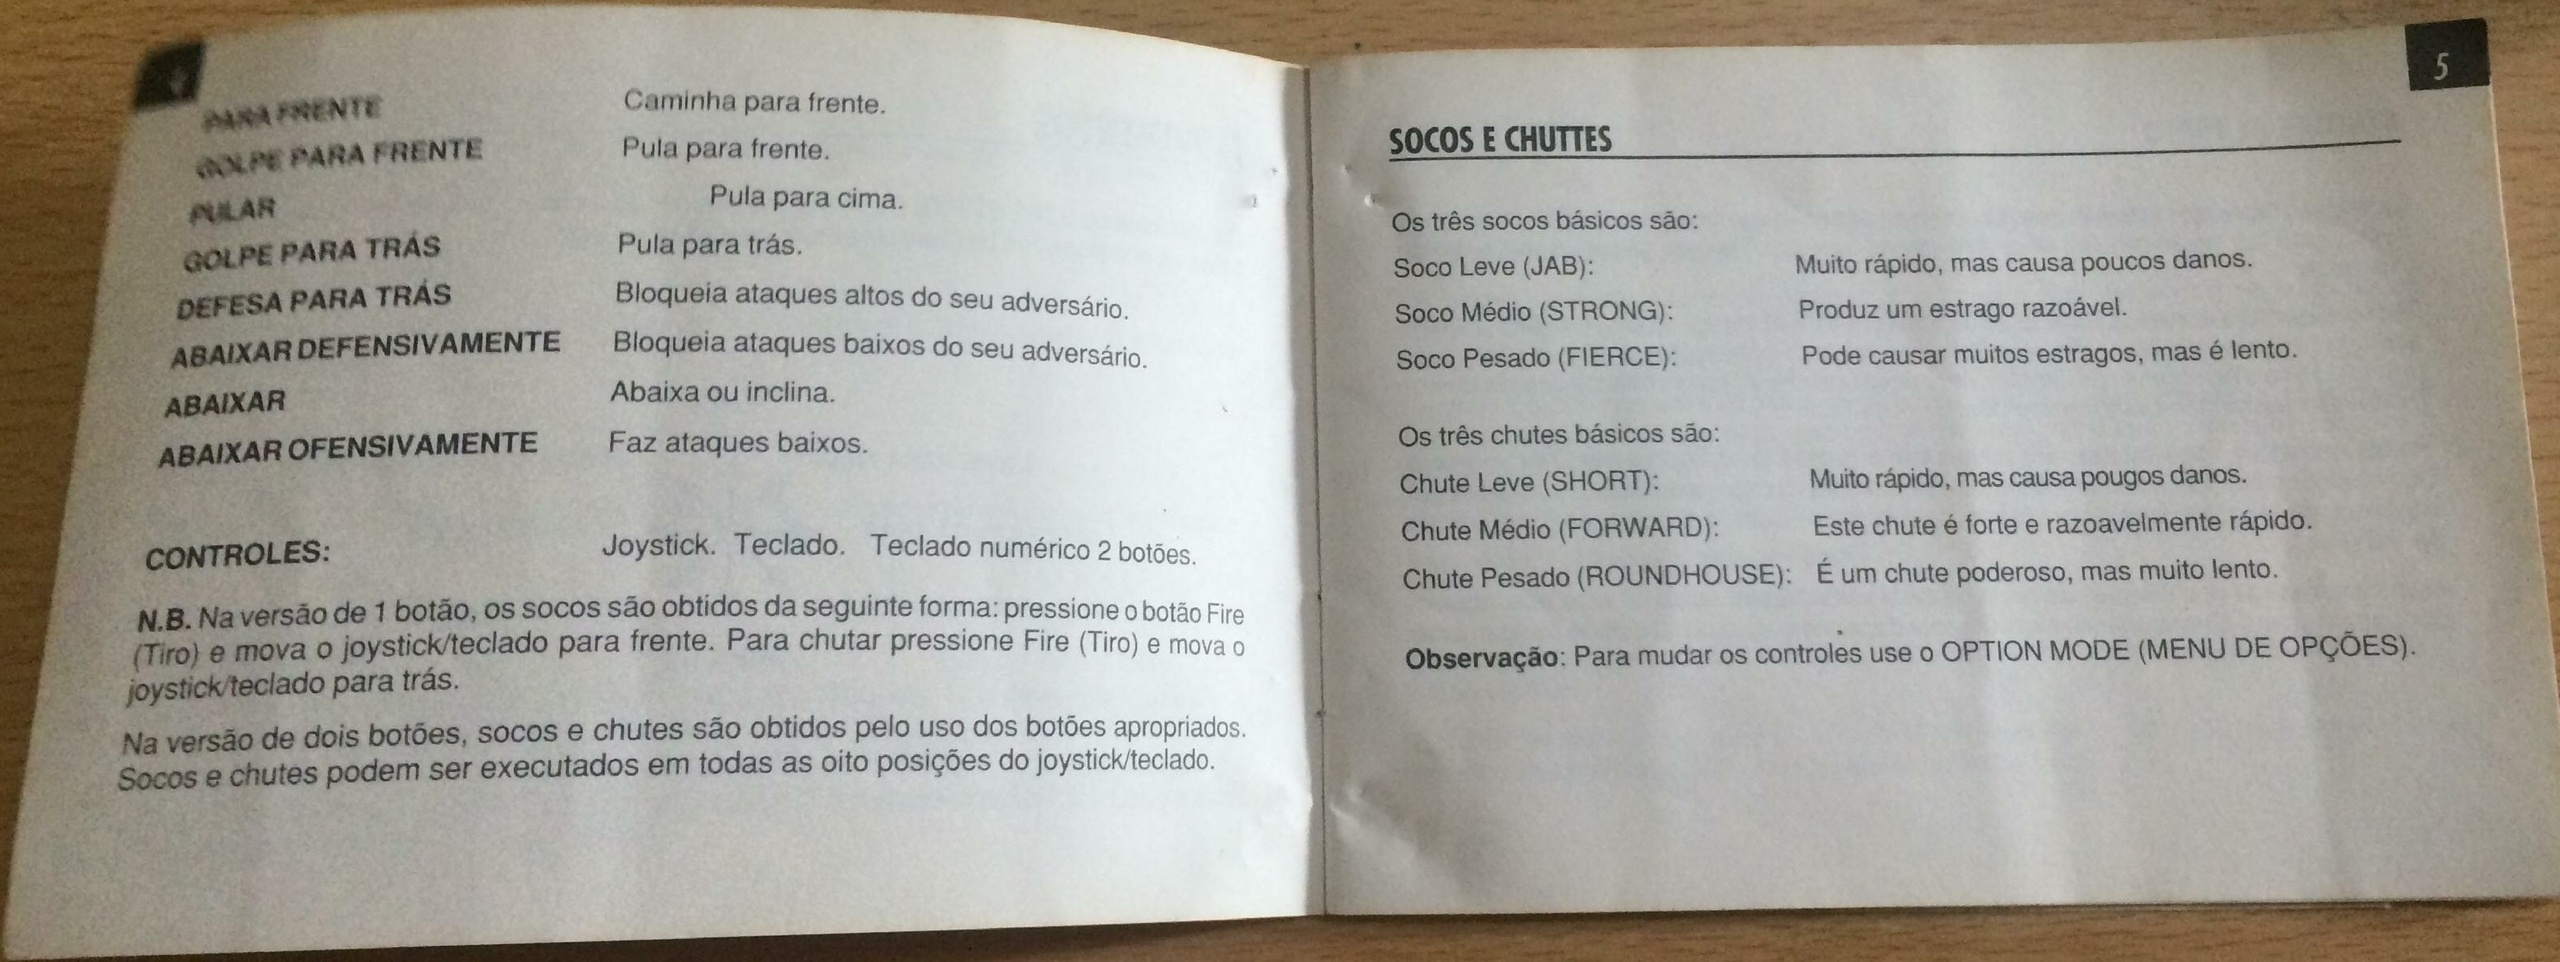 PARA FRENTE Caminha para frente.
GOLPE PARA FRENTE Pula para frente.
PULAR Pula para cima.
GOLPE PARA TRÁS Pula para trás.
DEFESA PARA TRÁS Bloqueia ataques altos do seu adversário.
ABAIXAR DEFENSIVAMENTE Bloqueia ataques baixos do seu adversário.
ABAIXAR Abaixa ou inclina.
ABAIXAR OFENSIVAMENTE Faz ataques baixos.
CONTROLES: Joystick. Teclado. Teclado numérico 2 botões.
N.B. Na versão de 1 botão, os socos são obtidos da seguinte forma: pressione o botão Fire
(Tiro) e mova o joystick/teclado para frente. Para chutar pressione Fire (Tiro) e mova o
joystick/teclado para trás.
Na versão de dois botões, socos e chutes são obtidos pelo uso dos botões apropriados.
Socos e chutes podem ser executados em todas as oito posições do joystick/teclado.
5
SOCOS E CHUTTES
Os três socos básicos são:
Soco Leve (JAB): Muito rápido, mas causa poucos danos.
Soco Médio (STRONG): Produz um estrago razoável.
Soco Pesado (FIERCE): Pode causar muitos estragos, mas é lento.
Os três chutes básicos são:
Chute Leve (SHORT): Muito rápido, mas causa pougos danos.
Chute Médio (FORWARD): Este chute é forte e razoavelmente rápido.
Chute Pesado (ROUNDHOUSE): É um chute poderoso, mas muito lento.
Observação: Para mudar os controles use o OPTION MODE (MENU DE OPÇÕES).